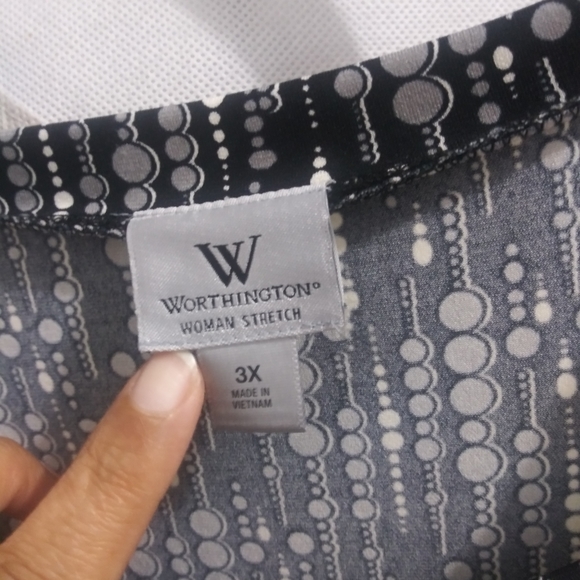 W
WORTHINGTON®
WOMAN STRETCH
3X
MADE IN
VIETNAM